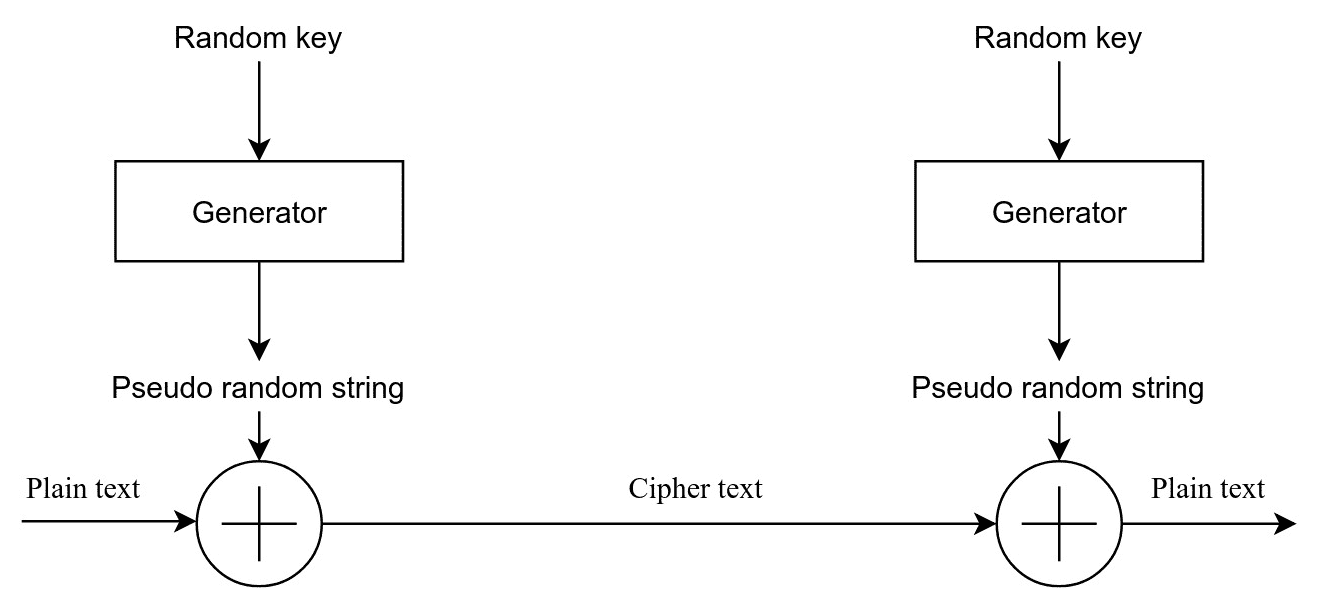 Random key
Random key
Generator
Generator
Pseudo random string
Pseudo random string
Plain text
Cipher text
Plain text